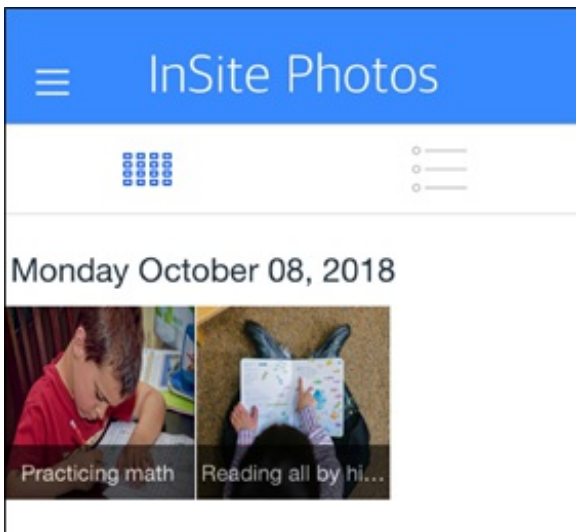 InSite Photos
Monday October 08, 2018
Practicing math
Reading all by hi...